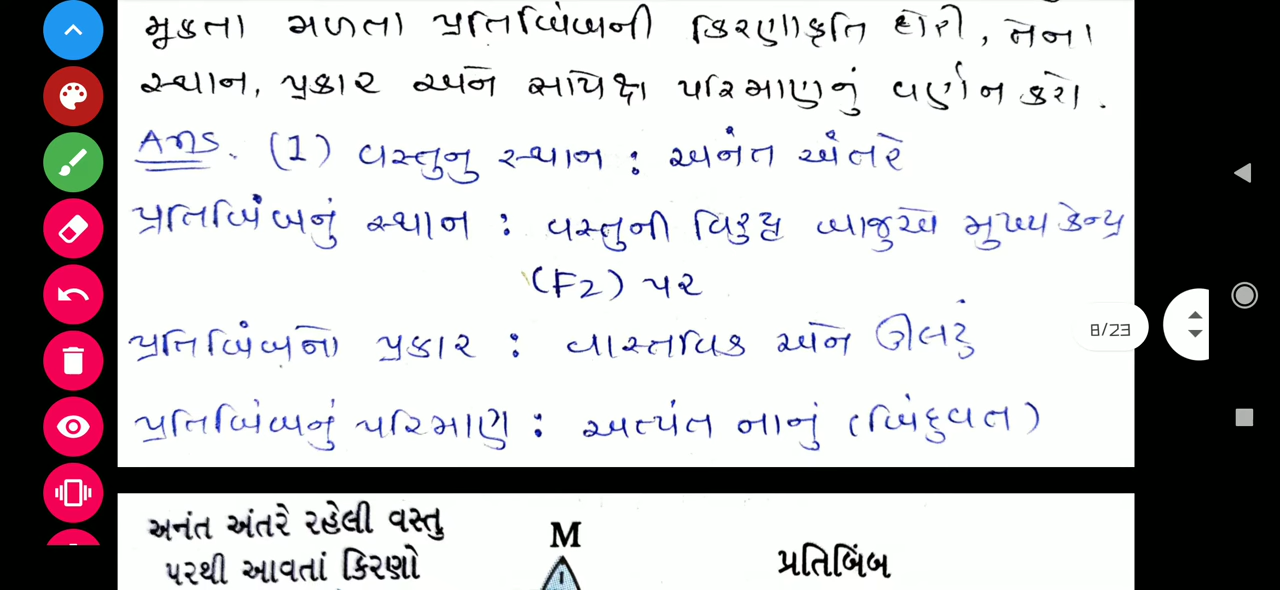 મુકતા મળતા પ્રતિબિંબની કિરણાકૃતિ દોરી, તેના
સ્થાન, પ્રકાર અને સાપેક્ષ પરિમાણનું વર્ણન કરો.
Ans. (1) વસ્તુનુ સ્થાન : અનંત અંતરે
પ્રતિબિંબનું સ્થાન : વસ્તુની વિરુદ્ધ બાજુએ મુખ્ય કેન્દ્ર
(F2) પર
પ્રતિબિંબનો પ્રકાર : વાસ્તવિક અને ઊલટું
8/23
પ્રતિબિંબનું પરિમાણ : અત્યંત નાનું (બિંદુવત)
અનંત અંતરે રહેલી વસ્તુ
પરથી આવતાં કિરણો
M
પ્રતિબિંબ